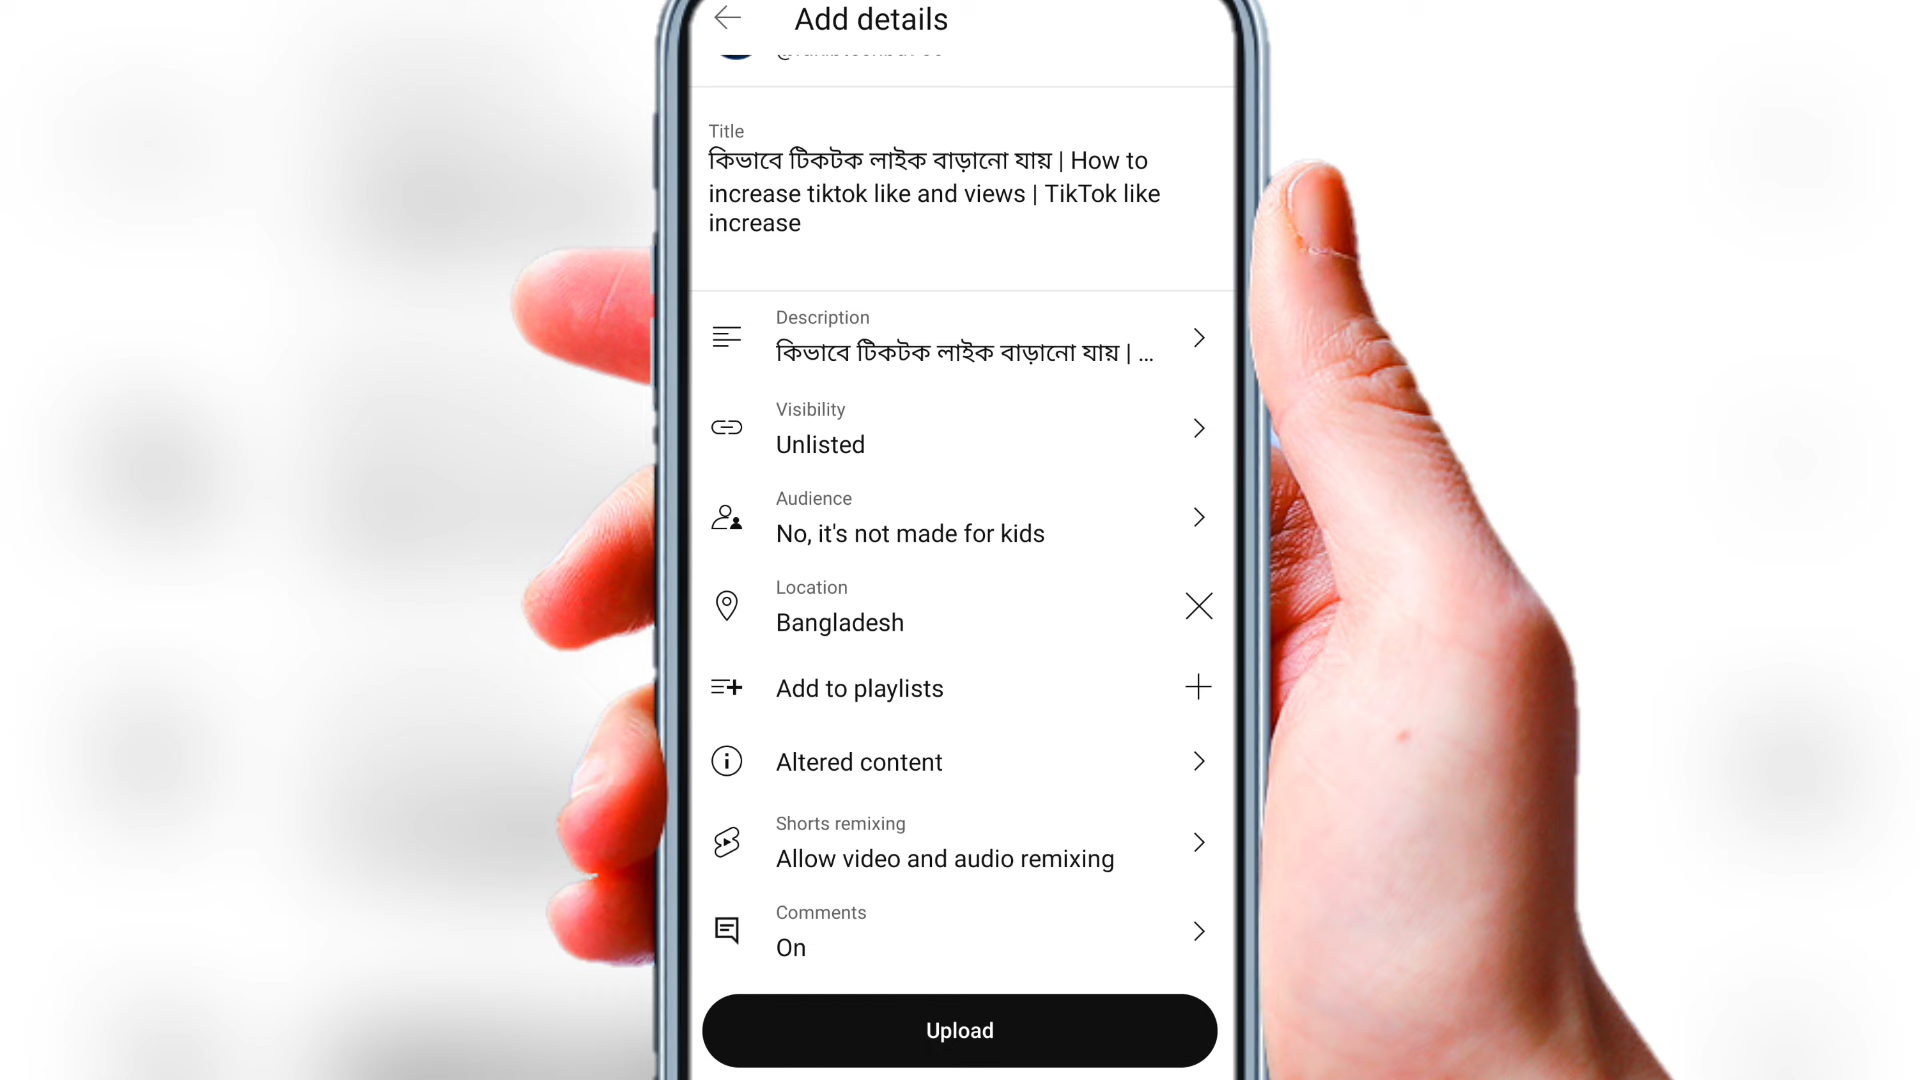 Add details
Title
কিভাবে টিকটক লাইক বাড়ানো যায় | How to
increase tiktok like and views | TikTok like
increase
Description
কিভাবে টিকটক লাইক বাড়ানো যায় | ...
Visibility
Unlisted
Audience
No, it's not made for kids
Location
Bangladesh
Add to playlists
Altered content
Shorts remixing
Allow video and audio remixing
Comments
On
Upload